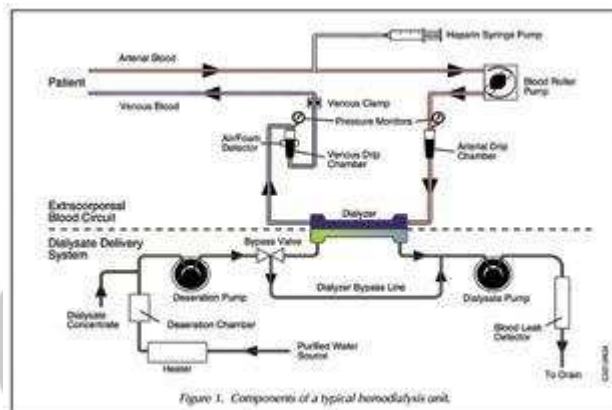 Heparin Syringe Pump
Arterial Blood
Patient
Blood Roller
Pump
Venous Clamp
Venous Blood
Pressure Monitors
Air/Foam
Detector
Venous Drip
Chamber
Arterial Drip
Chamber
Extracorporeal
Blood Circuit
Dialyzer
Dialysate Delivery
System
Bypass Valve
Deaeration Pump
Dialyzer Bypass Line
Dialysate Pump
Dialysate
Concentrate
Deaeration Chamber
Blood Leak
Detector
Purified Water
Source
Heater
To Drain
Figure 1. Components of a typical hemodialysis unit.